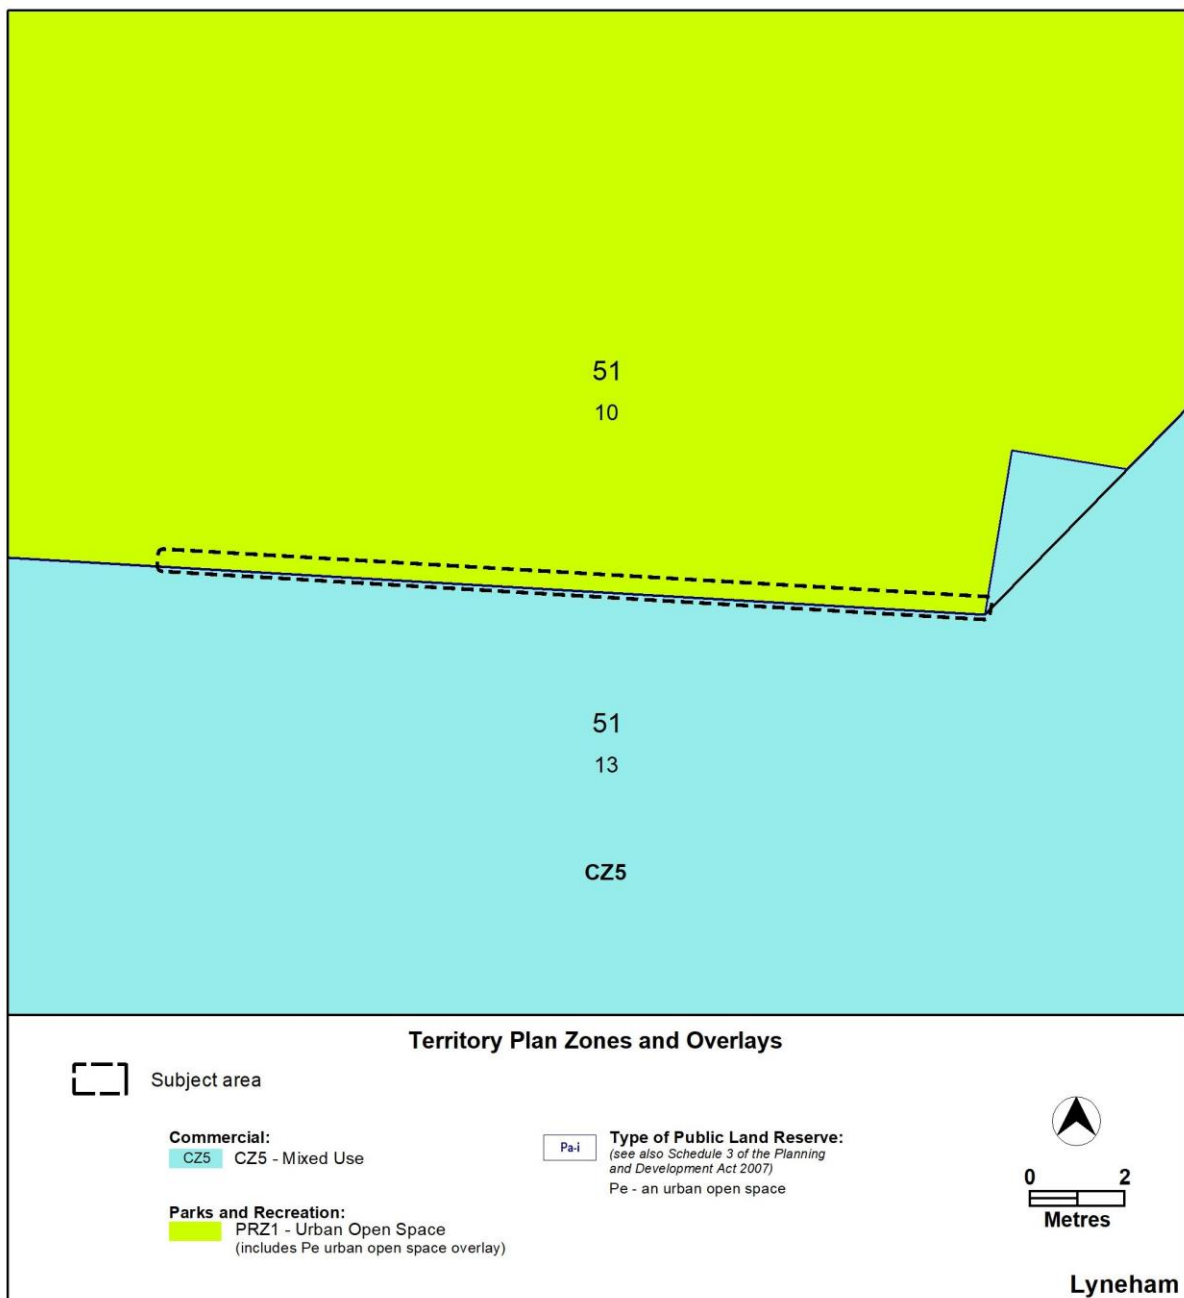 51
10
51
13
CZ5
Territory Plan Zones and Overlays
Subject area
Commercial:
CZ5 CZ5 - Mixed Use
Parks and Recreation:
PRZ1 - Urban Open Space
(includes Pe urban open space overlay)
Pa-i
Type of Public Land Reserve:
(see also Schedule 3 of the Planning
and Development Act 2007)
Pe - an urban open space
0 2
Metres
Lyneham